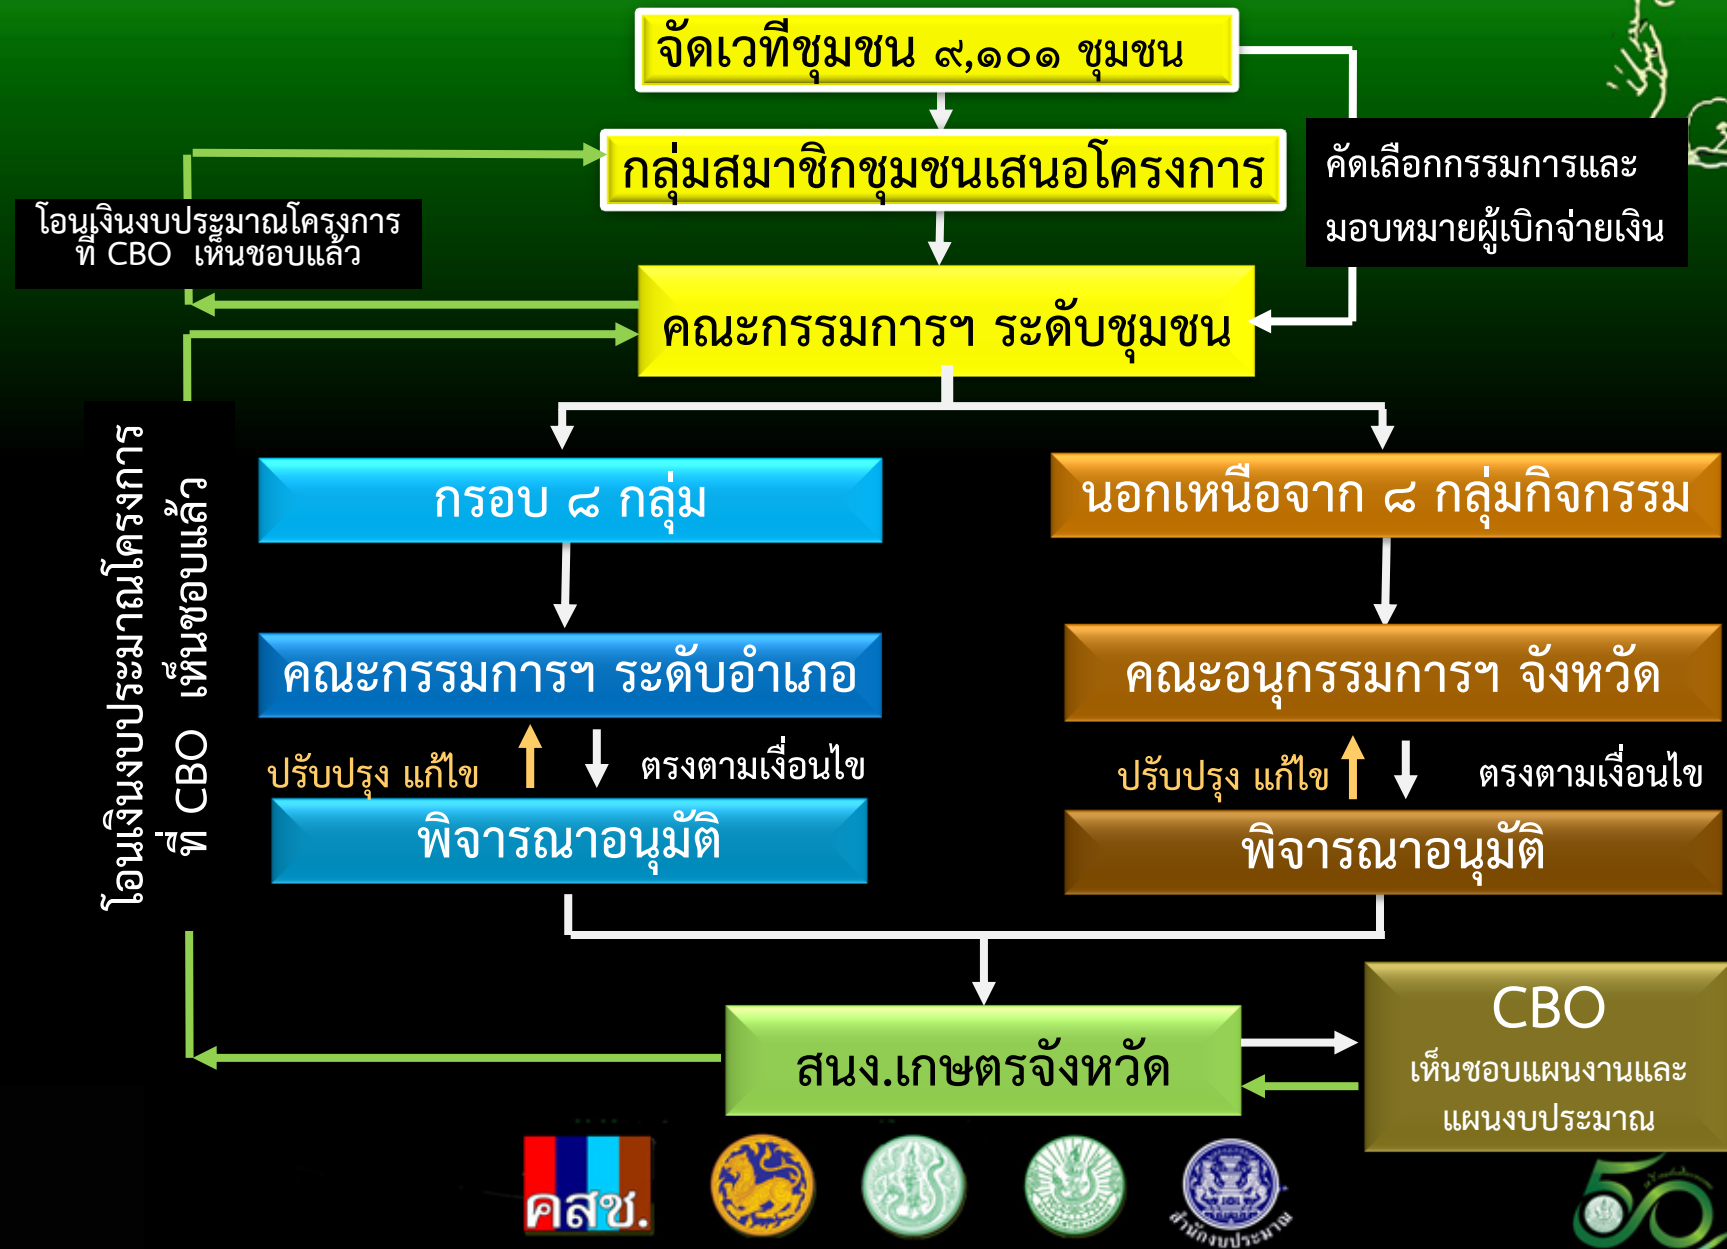 จัดเวทีชุมชน ๙,๑๐๑ ชุมชน
กลุ่มสมาชิกชุมชนเสนอโครงการ
คัดเลือกกรรมการและ
มอบหมายผู้เบิกจ่ายเงิน
โอนเงินงบประมาณโครงการ
ที่ CBO เห็นชอบแล้ว
คณะกรรมการฯ ระดับชุมชน
โอนเงินงบประมาณโครงการ
ที่ CBO เห็นชอบแล้ว
กรอบ ๘ กลุ่ม
นอกเหนือจาก ๘ กลุ่มกิจกรรม
คณะกรรมการฯ ระดับอำเภอ
คณะอนุกรรมการฯ จังหวัด
ปรับปรุง แก้ไข
ตรงตามเงื่อนไข
ปรับปรุง แก้ไข
ตรงตามเงื่อนไข
พิจารณาอนุมัติ
พิจารณาอนุมัติ
สนง.เกษตรจังหวัด
CBO
เห็นชอบแผนงานและ
แผนงบประมาณ
คสช.
สำนักงบประมาณ
50